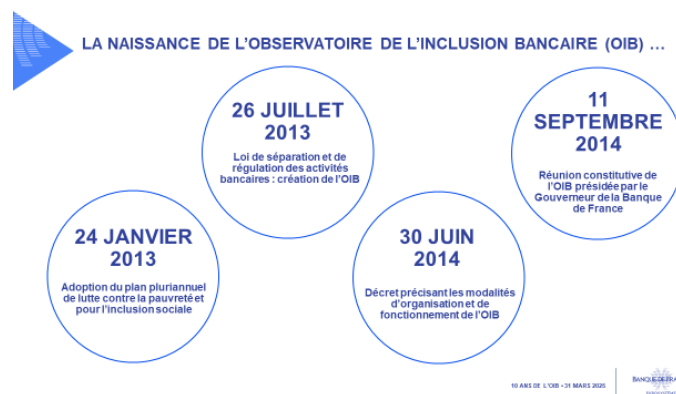 LA NAISSANCE DE L'OBSERVATOIRE DE L'INCLUSION BANCAIRE (OIB) …
24 JANVIER
2013
Adoption du plan pluriannuel
de lutte contre la pauvreté et
pour l'inclusion sociale
26 JUILLET
2013
Loi de séparation et de
régulation des activités
bancaires : création de l'OIB
30 JUIN
2014
Décret précisant les modalités
d'organisation et de
fonctionnement de l'OIB
11
SEPTEMBRE
2014
Réunion constitutive de
l'OIB présidée par le
Gouverneur de la Banque
de France
10 ANS DE L'OIB • 31 MARS 2025
BANQUE DE FRA